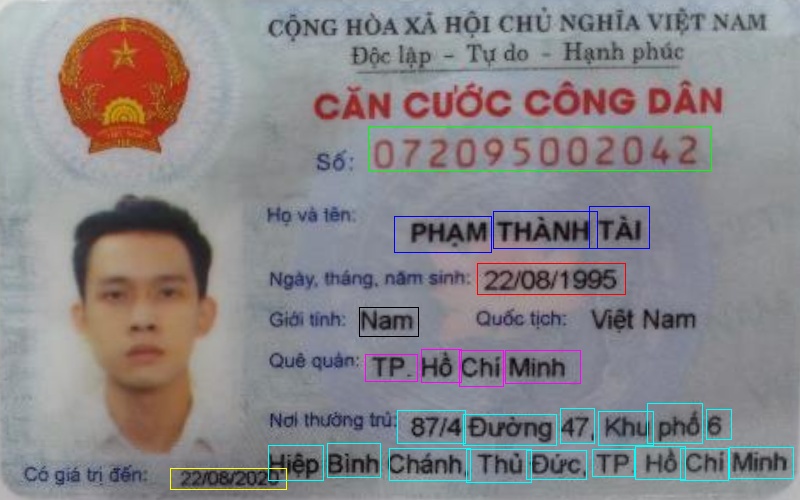 CỘNG HÒA XÃ HỘI CHỦ NGHĨA VIỆT NAM
Độc lập - Tự do - Hạnh phúc
CĂN CƯỚC CÔNG DÂN
Số: 072095002042
Họ và tên: PHẠM THÀNH TÀI
Ngày, tháng, năm sinh: 22/08/1995
Giới tính: Nam Quốc tịch: Việt Nam
Quê quán: TP. Hồ Chí Minh
Nơi thường trú: 87/4 Đường 47, Khu phố 6
Hiệp Bình Chánh, Thủ Đức, TP. Hồ Chí Minh
Có giá trị đến: 22/08/2020